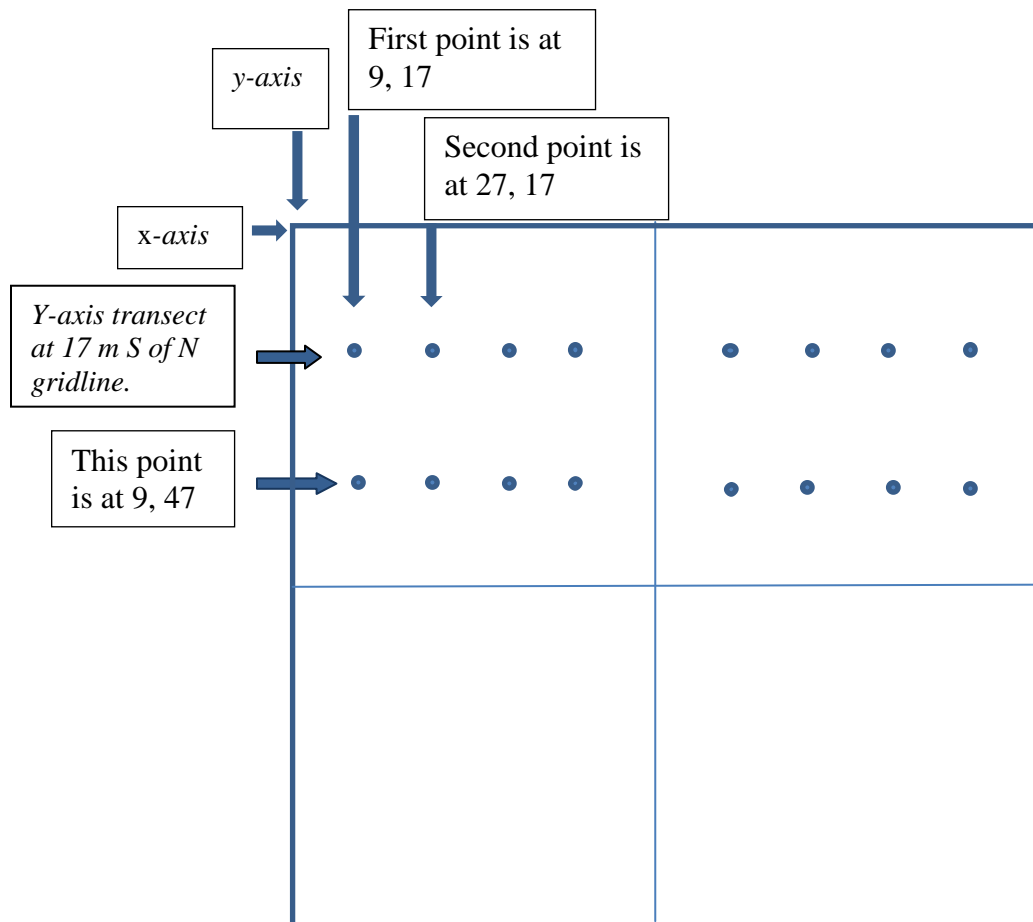 First point is at
9, 17
y-axis
Second point is
at 27, 17
x-axis
Y-axis transect
at 17 m S of N
gridline.
This point
is at 9, 47